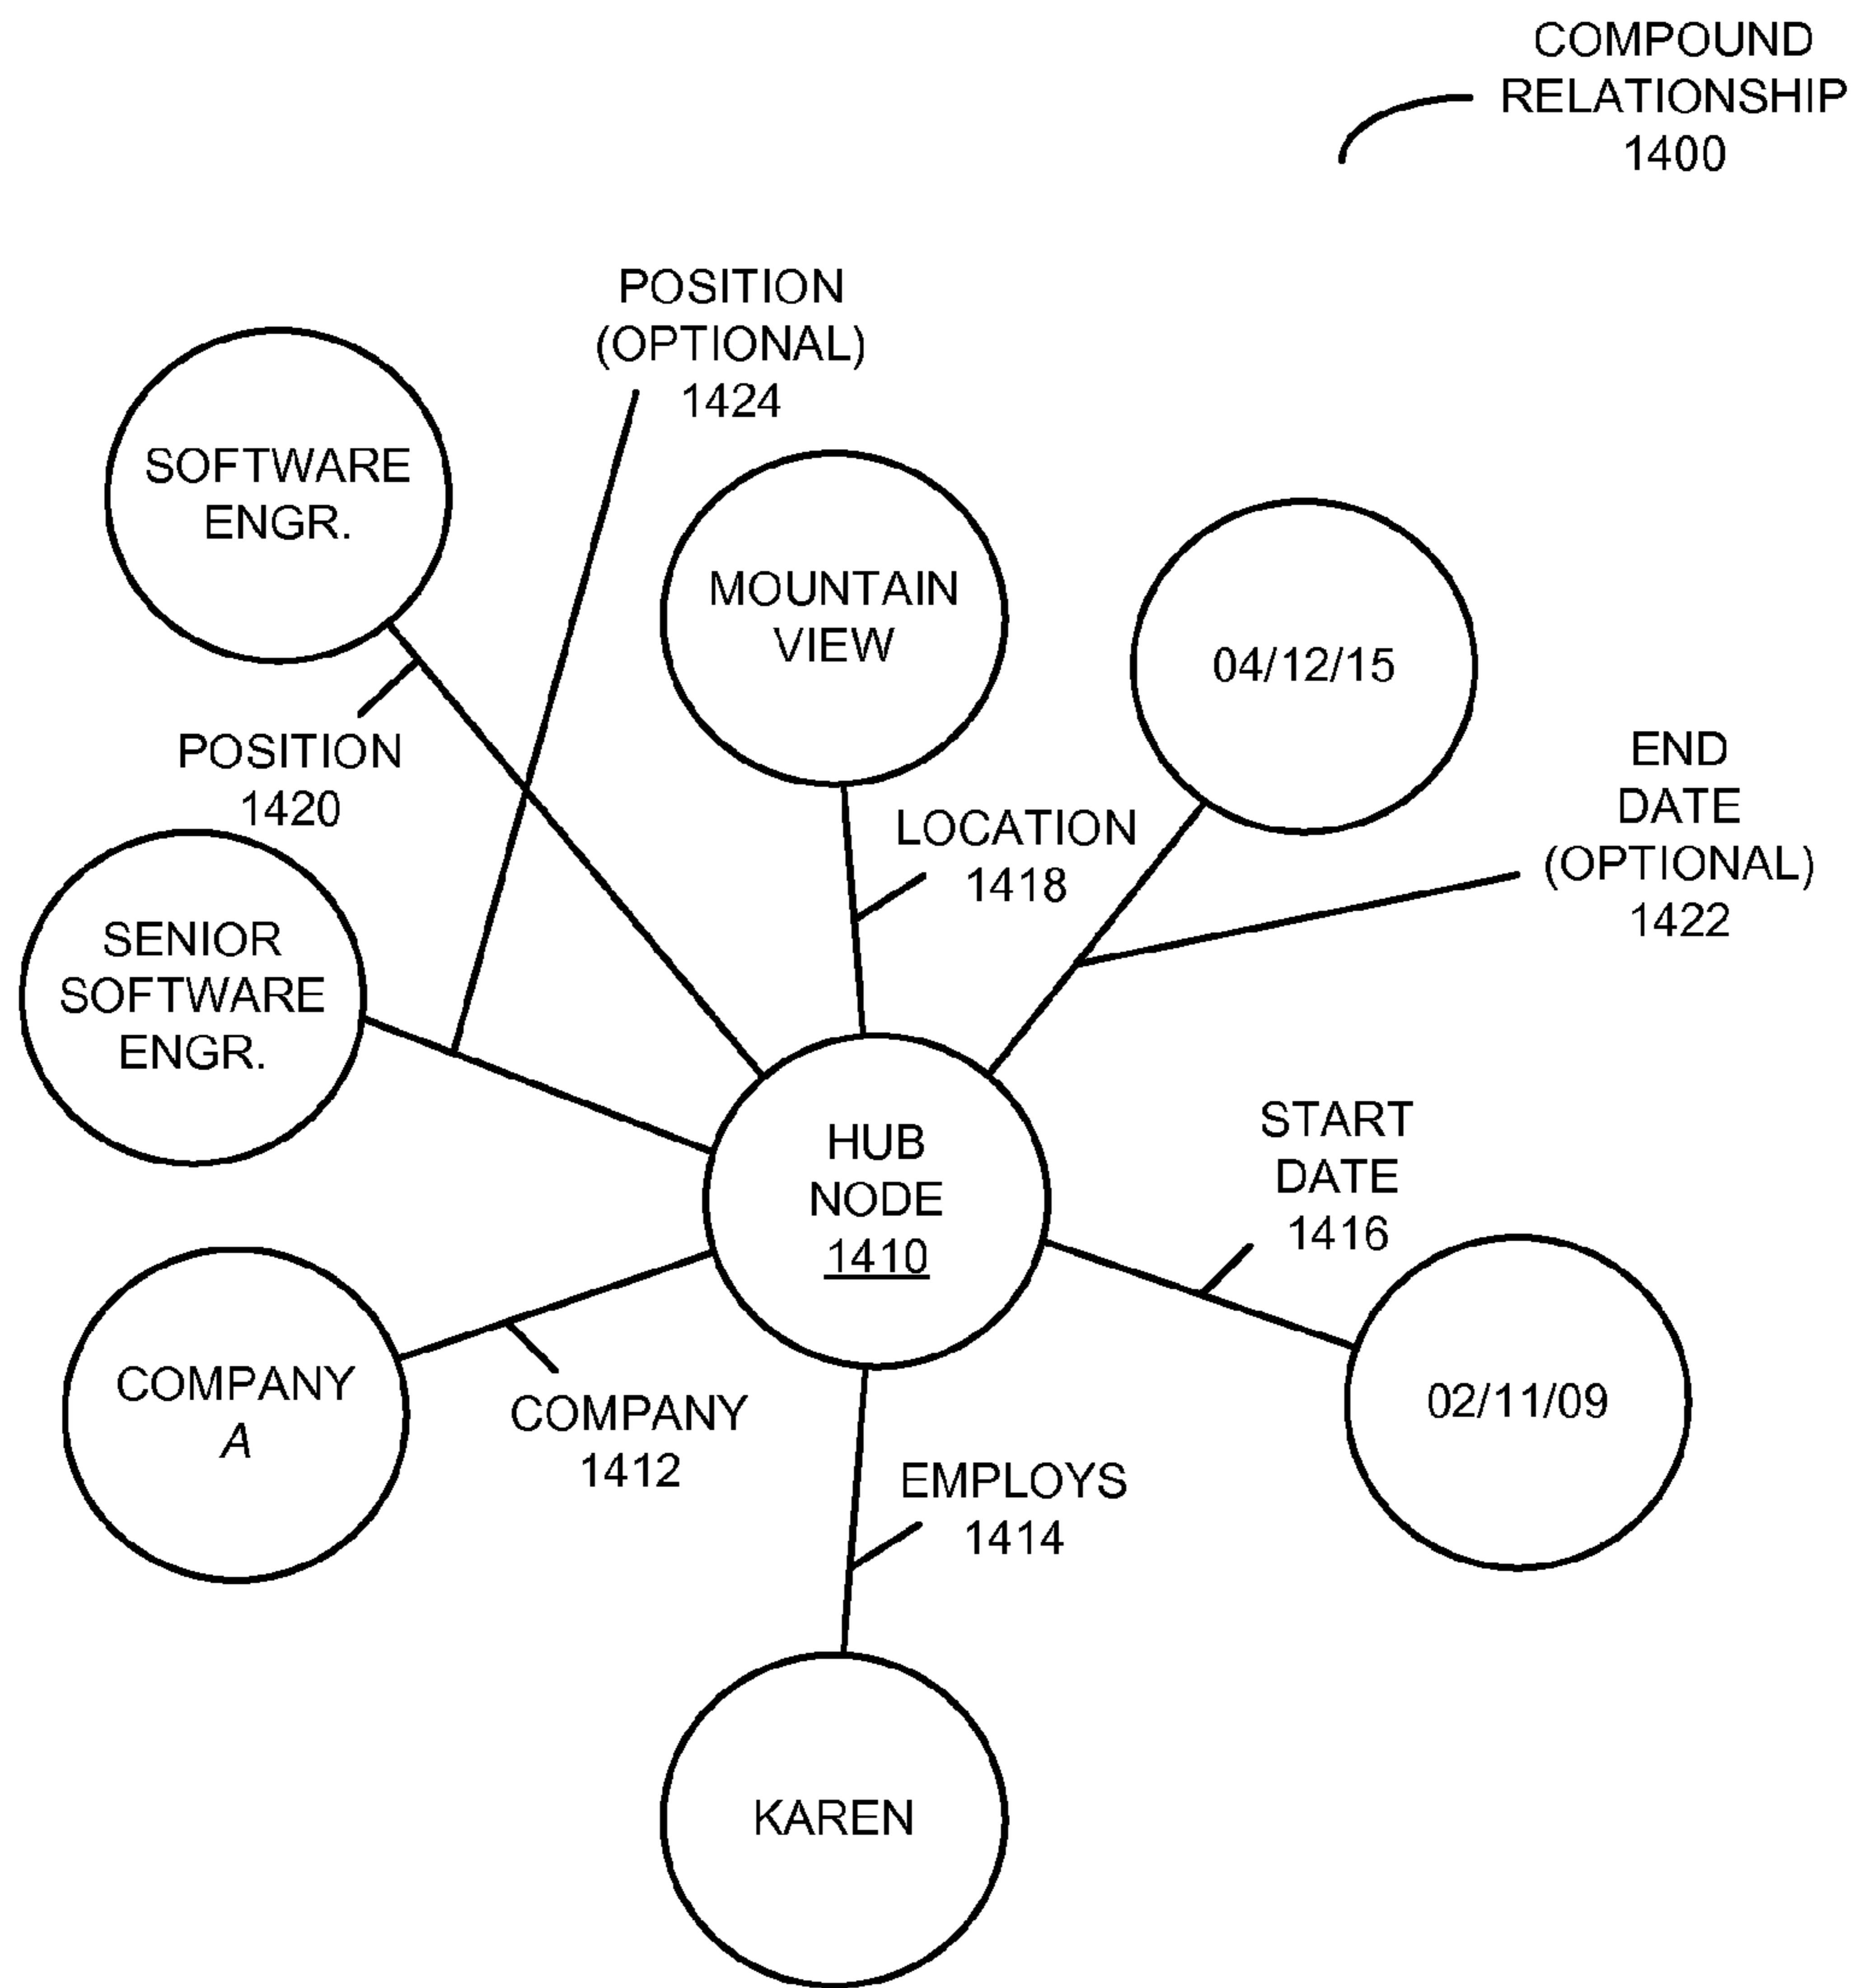 COMPOUND
RELATIONSHIP
1400
POSITION
(OPTIONAL)
1424
SOFTWARE
ENGR.
MOUNTAIN
VIEW
04/12/15
POSITION
1420
END
DATE
(OPTIONAL)
1422
LOCATION
1418
SENIOR
SOFTWARE
ENGR.
HUB
NODE
1410
START
DATE
1416
COMPANY
A
COMPANY
1412
02/11/09
EMPLOYS
1414
KAREN